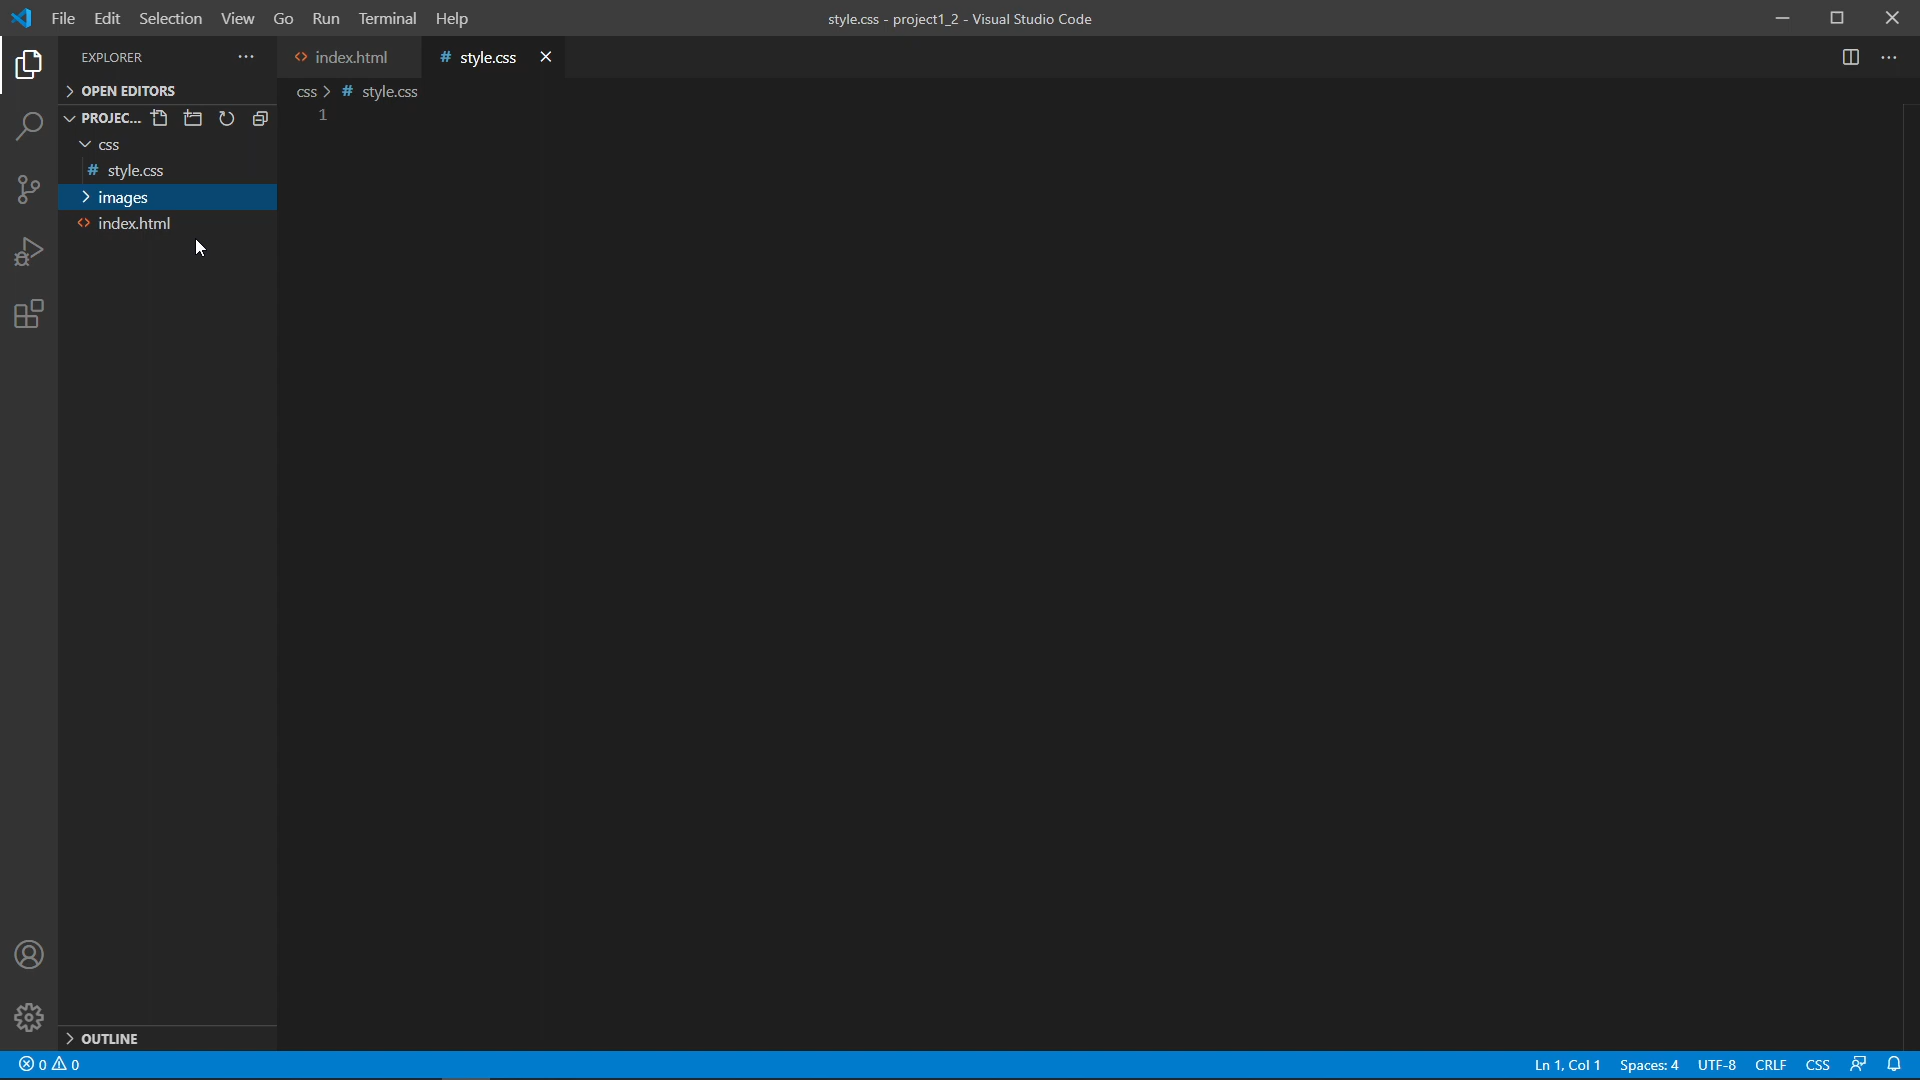 File Edit Selection View Go Run Terminal Help
style.css - project1_2 - Visual Studio Code
EXPLORER
index.html
# style.css
OPEN EDITORS
css > # style.css
PROJEC...
1
css
# style.css
images
index.html
OUTLINE
0 0
Ln 1, Col 1 Spaces: 4 UTF-8 CRLF CSS